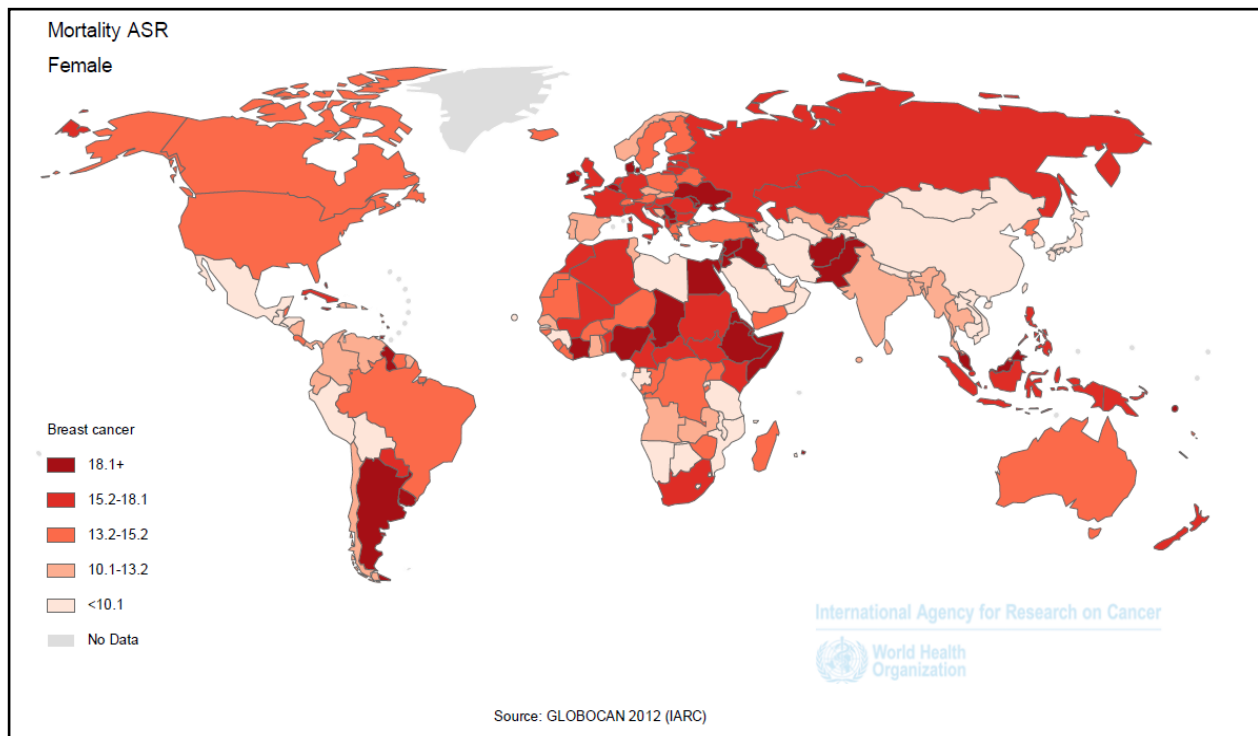 Mortality ASR
Female
Breast cancer
18.1+
15.2-18.1
13.2-15.2
10.1-13.2
<10.1
No Data
International Agency for Research on Cancer
World Health
Organization
Source: GLOBOCAN 2012 (IARC)